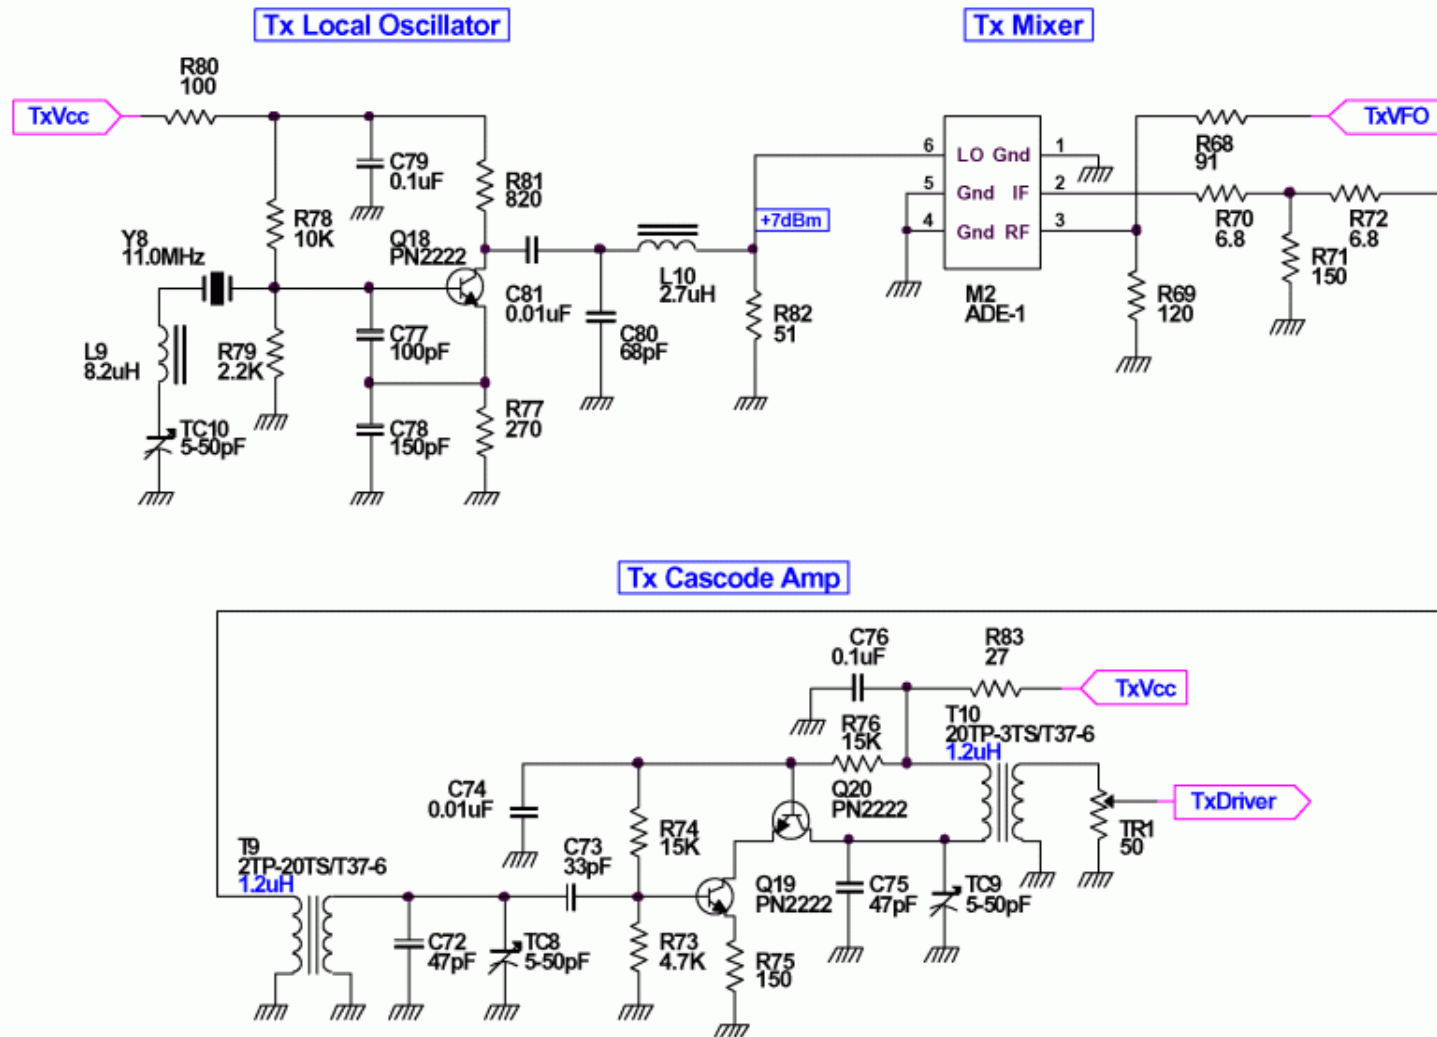 Tx Local Oscillator
Tx Mixer
R80
100
TxVcc
C79
0.1uF
R81
820
R78
10K
Q18
PN2222
Y8
11.0MHz
L9
8.2uH
R79
2.2K
C77
100pF
C81
0.01uF
C80
68pF
L10
2.7uH
+7dBm
R82
51
TC10
5-50pF
C78
150pF
R77
270
6 LO Gnd 1
5 Gnd IF 2
4 Gnd RF 3
M2
ADE-1
R68
91
TxVFO
R70
6.8
R72
6.8
R71
150
R69
120
Tx Cascode Amp
C76
0.1uF
R83
27
TxVcc
R76
15K
T10
20TP-3TS/T37-6
1.2uH
C74
0.01uF
Q20
PN2222
TxDriver
TR1
50
R74
15K
C73
33pF
T9
2TP-20TS/T37-6
1.2uH
Q19
PN2222
C75
47pF
TC9
5-50pF
C72
47pF
TC8
5-50pF
R73
4.7K
R75
150